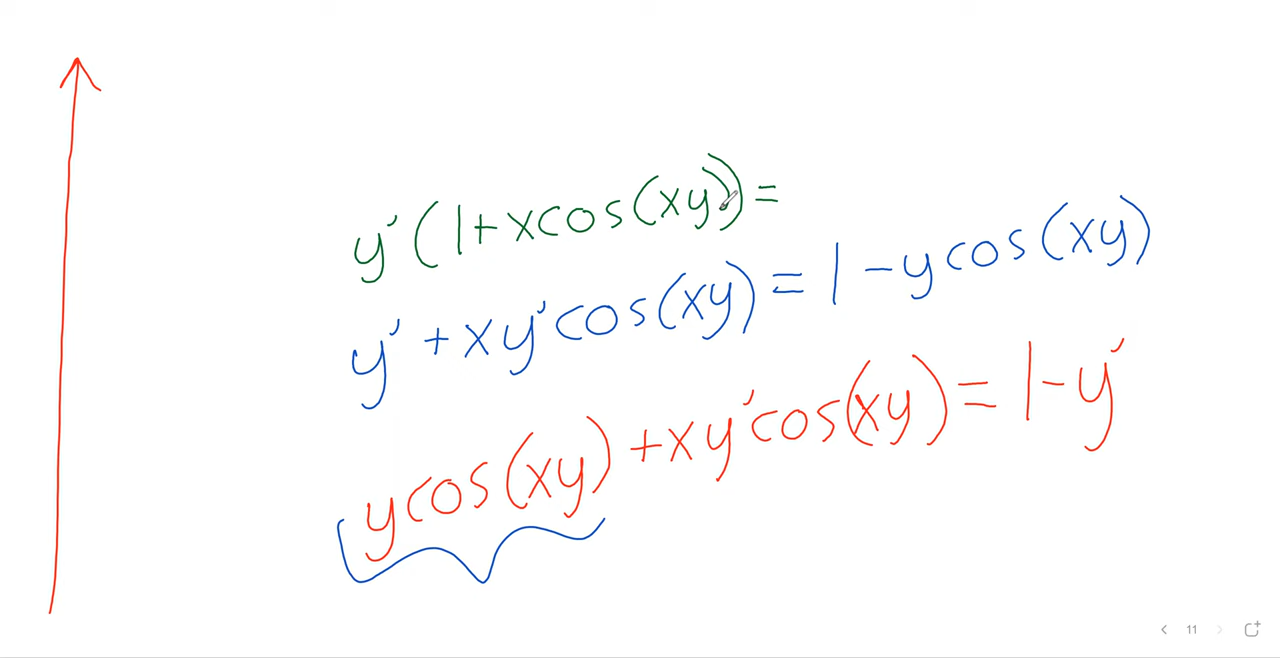 y' (1+xcos(xy)) =
y' + xy'cos(xy) = 1 - ycos(xy)
ycos(xy) + xy'cos(xy) = 1 - y'
11